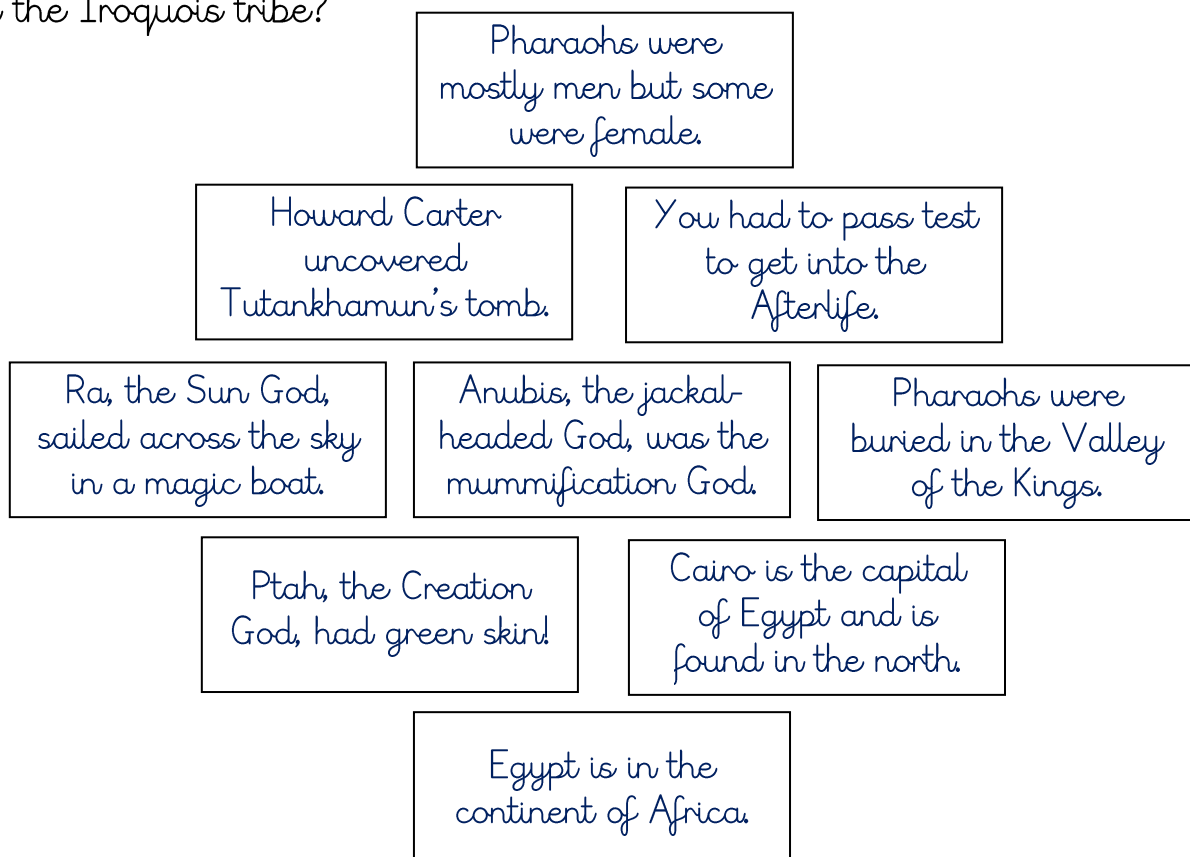 the Iroquois tribe?
Pharaohs were
mostly men but some
were female.
Howard Carter
uncovered
Tutankhamun's tomb.
You had to pass test
to get into the
Afterlife.
Ra, the Sun God,
sailed across the sky
in a magic boat.
Anubis, the jackal-
headed God, was the
mummification God.
Pharaohs were
buried in the Valley
of the Kings.
Ptah, the Creation
God, had green skin!
Cairo is the capital
of Egypt and is
found in the north.
Egypt is in the
continent of Africa.